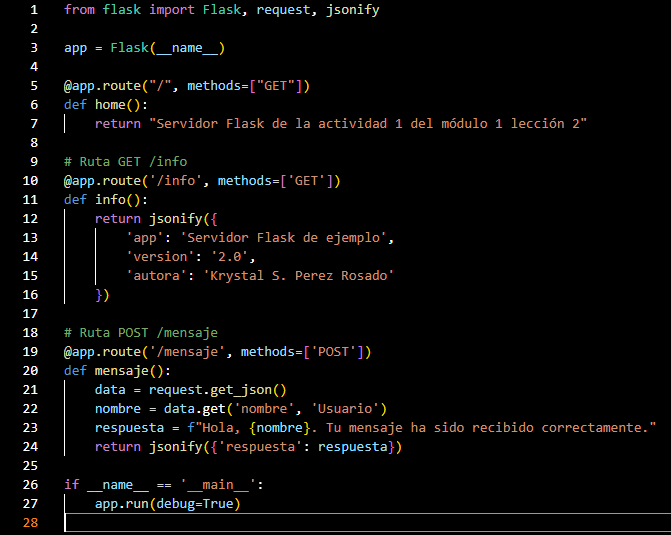 1 from flask import Flask, request, jsonify
2
3 app = Flask(__name__)
4
5 @app.route("/", methods=["GET"])
6 def home():
7     return "Servidor Flask de la actividad 1 del módulo 1 lección 2"
8
9 # Ruta GET /info
10 @app.route('/info', methods=['GET'])
11 def info():
12     return jsonify({
13         'app': 'Servidor Flask de ejemplo',
14         'version': '2.0',
15         'autora': 'Krystal S. Perez Rosado'
16     })
17
18 # Ruta POST /mensaje
19 @app.route('/mensaje', methods=['POST'])
20 def mensaje():
21     data = request.get_json()
22     nombre = data.get('nombre', 'Usuario')
23     respuesta = f"Hola, {nombre}. Tu mensaje ha sido recibido correctamente."
24     return jsonify({'respuesta': respuesta})
25
26 if __name__ == '__main__':
27     app.run(debug=True)
28